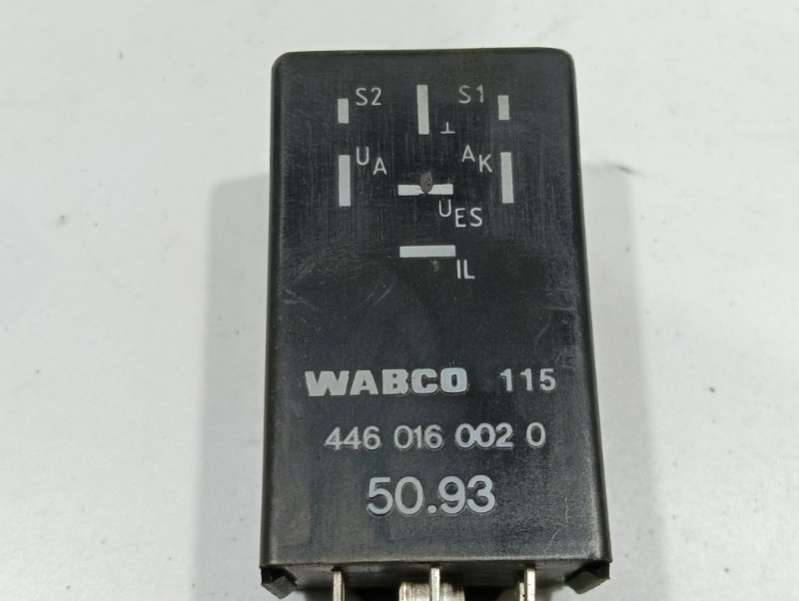 S2 S1
⊥
UA AK
UES
IL
WABCO 115
446 016 002 0
50.93